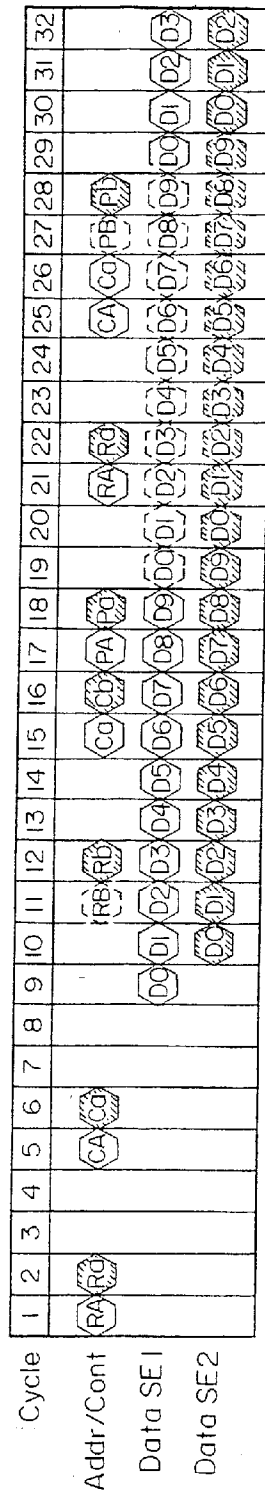 Cycle 1 2 3 4 5 6 7 8 9 10 11 12 13 14 15 16 17 18 19 20 21 22 23 24 25 26 27 28 29 30 31 32
Addr/Cont RA Ra CA Ca RB Rb Ca Cb PA Pa RA Ra CA Ca PB Pb
Data SE1 D0 D1 D2 D3 D4 D5 D6 D7 D8 D9 D0 D1 D2 D3 D4 D5 D6 D7 D8 D9 D0 D1 D2 D3
Data SE2 D0 D1 D2 D3 D4 D5 D6 D7 D8 D9 D0 D1 D2 D3 D4 D5 D6 D7 D8 D9 D0 D1 D2